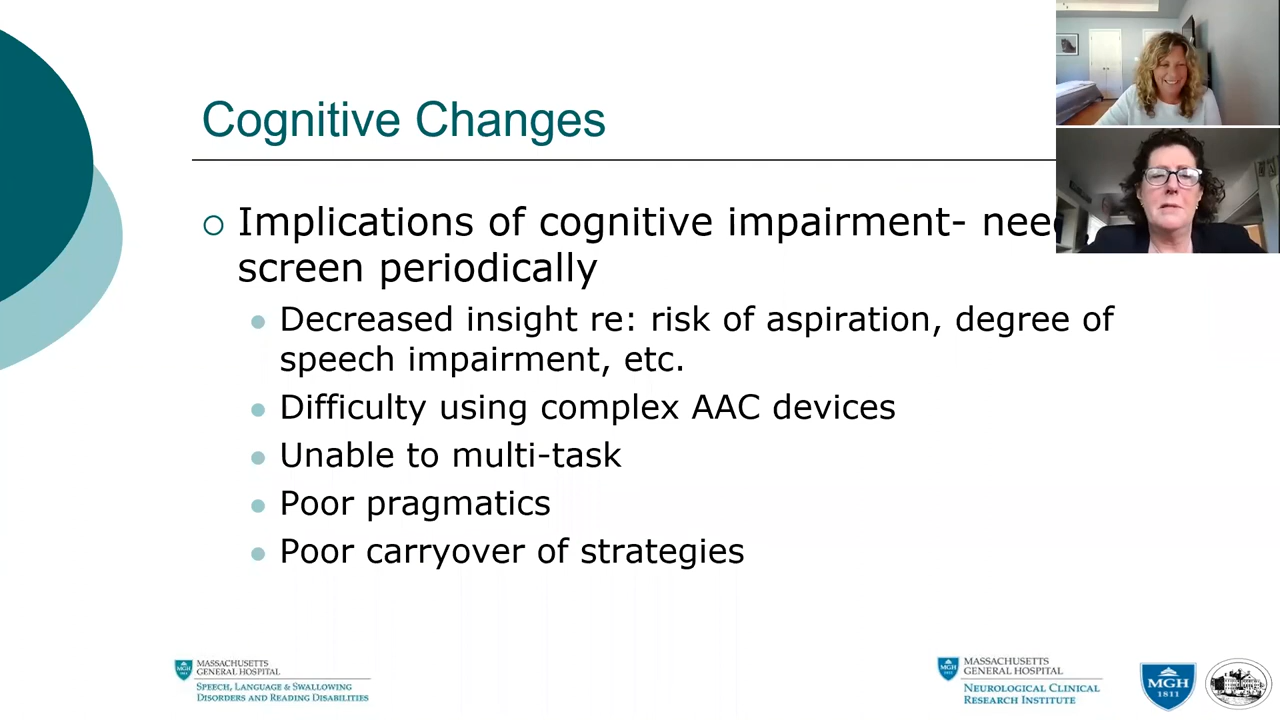 Cognitive Changes
Implications of cognitive impairment- need
screen periodically
Decreased insight re: risk of aspiration, degree of
speech impairment, etc.
Difficulty using complex AAC devices
Unable to multi-task
Poor pragmatics
Poor carryover of strategies
MASSACHUSETTS
GENERAL HOSPITAL
SPEECH, LANGUAGE & SWALLOWING
DISORDERS AND READING DISABILITIES
MGH
MASSACHUSETTS
GENERAL HOSPITAL
NEUROLOGICAL CLINICAL
RESEARCH INSTITUTE
MGH
MGH
1811